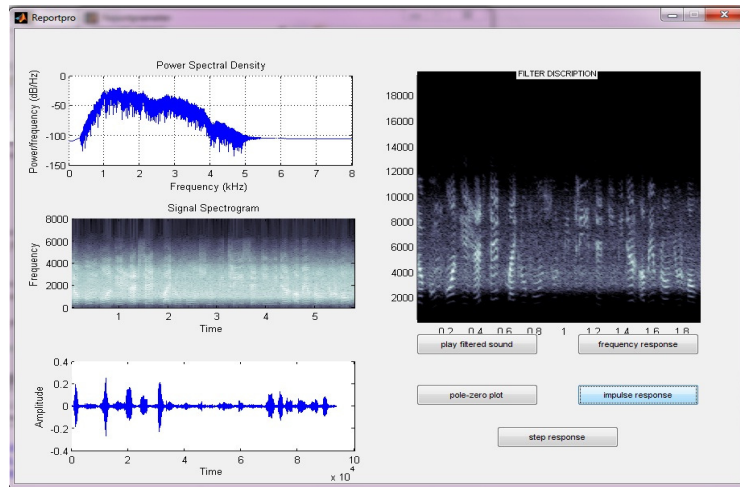 Reportpro
Power Spectral Density
Power/frequency (dB/Hz)
0
-50
-100
-150
0 1 2 3 4 5 6 7 8
Frequency (kHz)
Signal Spectrogram
Frequency
8000
6000
4000
2000
0
1 2 3 4 5
Time
Amplitude
0.4
0.2
0
-0.2
-0.4
0 2 4 6 8 10
Time
x 10^4
FILTER DISCRIPTION
18000
16000
14000
12000
10000
8000
6000
4000
2000
0.2 0.4 0.6 0.8 1 1.2 1.4 1.6 1.8
play filtered sound
frequency response
pole-zero plot
impulse response
step response